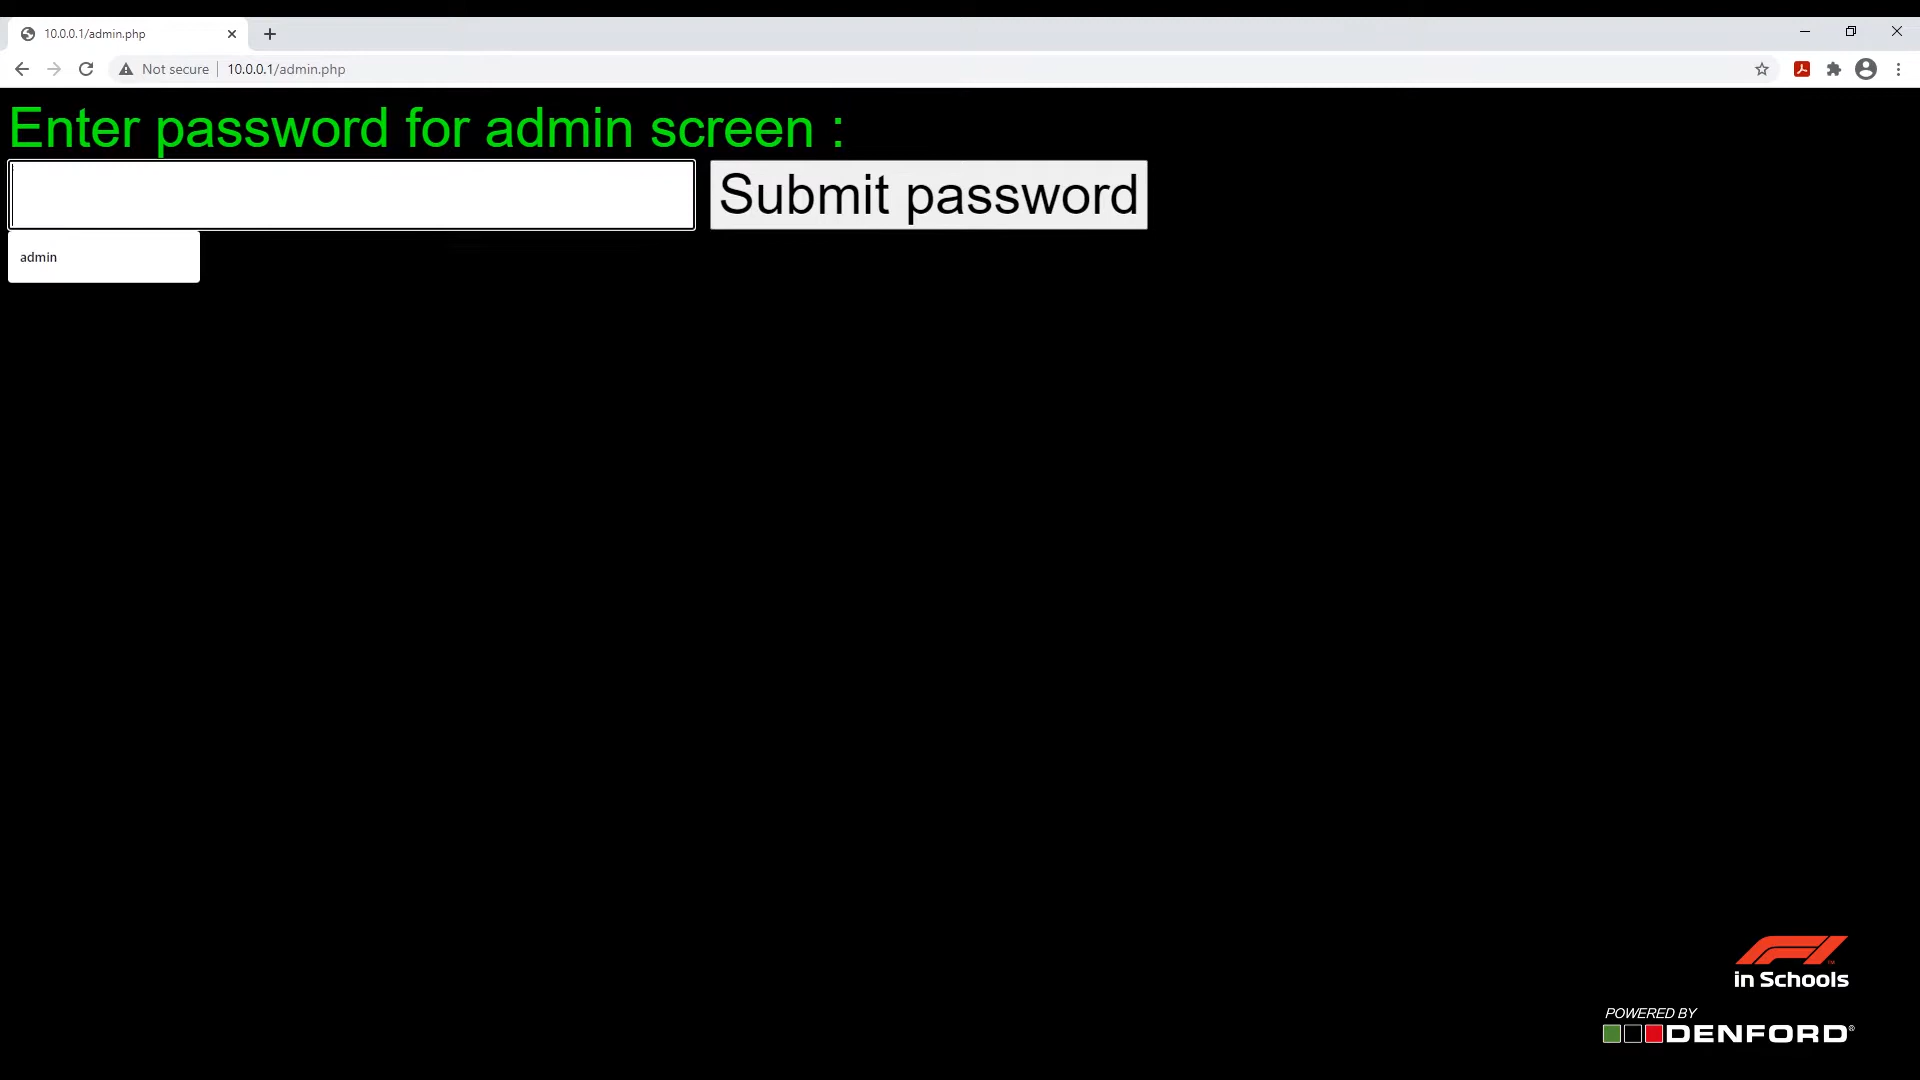 10.0.0.1/admin.php
Not secure 10.0.0.1/admin.php
Enter password for admin screen :
Submit password
admin
F1™
in Schools
POWERED BY
DENFORD®